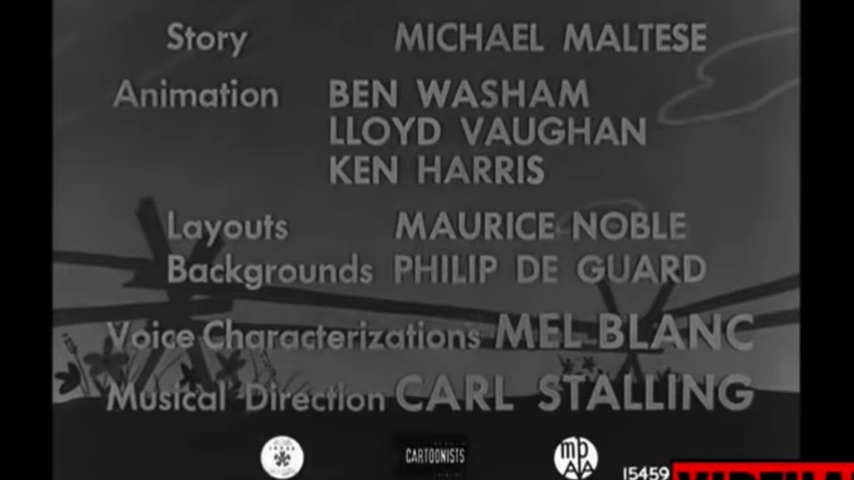 Story MICHAEL MALTESE
Animation BEN WASHAM
LLOYD VAUGHAN
KEN HARRIS
Layouts MAURICE NOBLE
Backgrounds PHILIP DE GUARD
Voice Characterizations MEL BLANC
Musical Direction CARL STALLING
CARTOONISTS
15459